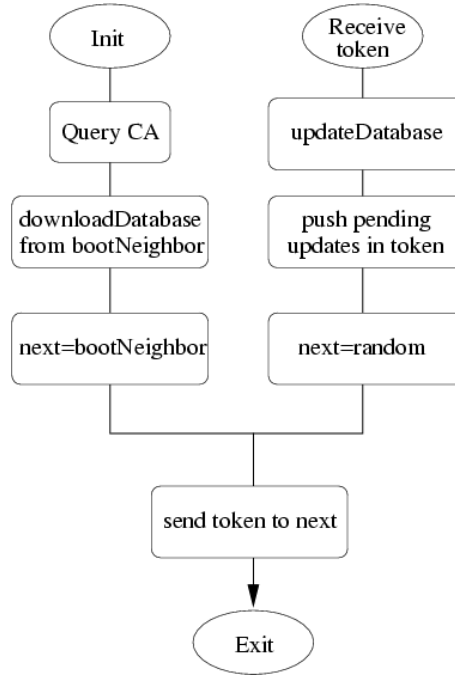 Init
Receive
token
Query CA
updateDatabase
downloadDatabase
from bootNeighbor
push pending
updates in token
next=bootNeighbor
next=random
send token to next
Exit